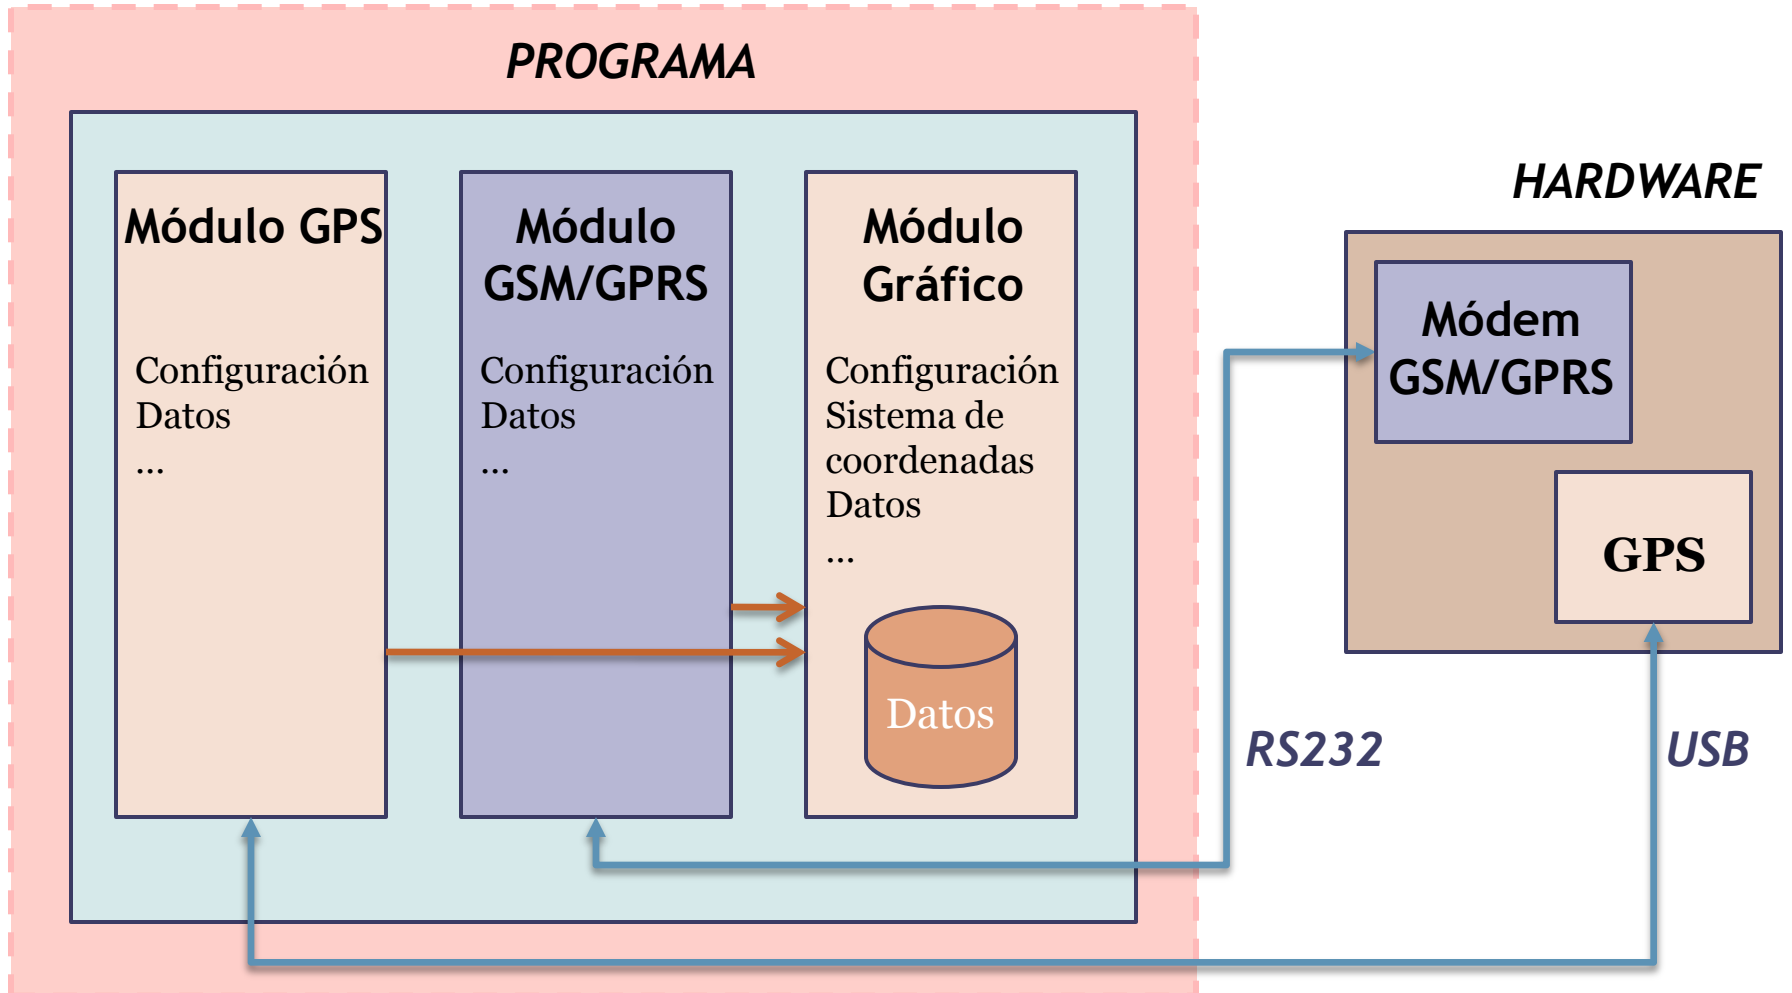 PROGRAMA
Módulo GPS
Configuración
Datos
...
Módulo
GSM/GPRS
Configuración
Datos
...
Módulo
Gráfico
Configuración
Sistema de
coordenadas
Datos
...
Datos
HARDWARE
Módem
GSM/GPRS
GPS
RS232
USB